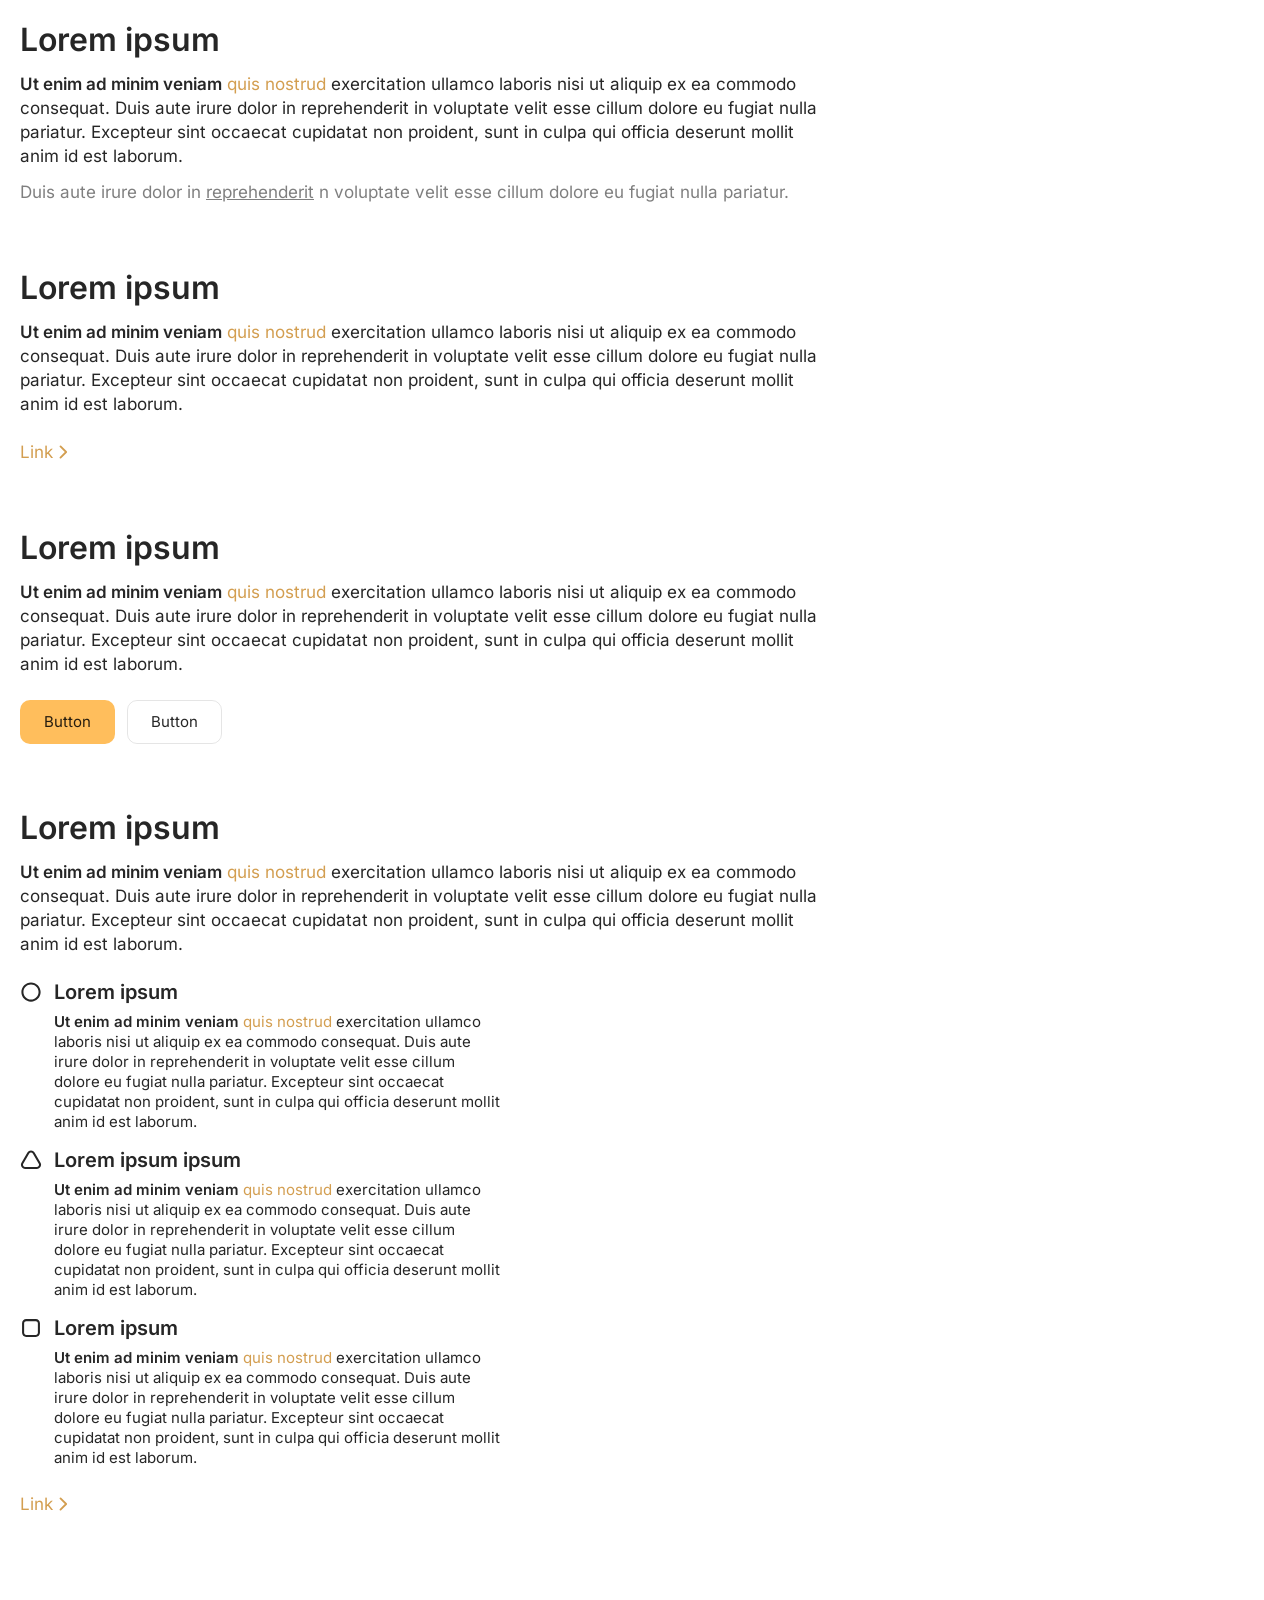 Lorem ipsum
Ut enim ad minim veniam quis nostrud exercitation ullamco laboris nisi ut aliquip ex ea commodo
consequat. Duis aute irure dolor in reprehenderit in voluptate velit esse cillum dolore eu fugiat nulla
pariatur. Excepteur sint occaecat cupidatat non proident, sunt in culpa qui officia deserunt mollit
anim id est laborum.
Duis aute irure dolor in reprehenderit n voluptate velit esse cillum dolore eu fugiat nulla pariatur.
Lorem ipsum
Ut enim ad minim veniam quis nostrud exercitation ullamco laboris nisi ut aliquip ex ea commodo
consequat. Duis aute irure dolor in reprehenderit in voluptate velit esse cillum dolore eu fugiat nulla
pariatur. Excepteur sint occaecat cupidatat non proident, sunt in culpa qui officia deserunt mollit
anim id est laborum.
Link
Lorem ipsum
Ut enim ad minim veniam quis nostrud exercitation ullamco laboris nisi ut aliquip ex ea commodo
consequat. Duis aute irure dolor in reprehenderit in voluptate velit esse cillum dolore eu fugiat nulla
pariatur. Excepteur sint occaecat cupidatat non proident, sunt in culpa qui officia deserunt mollit
anim id est laborum.
Button Button
Lorem ipsum
Ut enim ad minim veniam quis nostrud exercitation ullamco laboris nisi ut aliquip ex ea commodo
consequat. Duis aute irure dolor in reprehenderit in voluptate velit esse cillum dolore eu fugiat nulla
pariatur. Excepteur sint occaecat cupidatat non proident, sunt in culpa qui officia deserunt mollit
anim id est laborum.
Lorem ipsum
Ut enim ad minim veniam quis nostrud exercitation ullamco
laboris nisi ut aliquip ex ea commodo consequat. Duis aute
irure dolor in reprehenderit in voluptate velit esse cillum
dolore eu fugiat nulla pariatur. Excepteur sint occaecat
cupidatat non proident, sunt in culpa qui officia deserunt mollit
anim id est laborum.
Lorem ipsum ipsum
Ut enim ad minim veniam quis nostrud exercitation ullamco
laboris nisi ut aliquip ex ea commodo consequat. Duis aute
irure dolor in reprehenderit in voluptate velit esse cillum
dolore eu fugiat nulla pariatur. Excepteur sint occaecat
cupidatat non proident, sunt in culpa qui officia deserunt mollit
anim id est laborum.
Lorem ipsum
Ut enim ad minim veniam quis nostrud exercitation ullamco
laboris nisi ut aliquip ex ea commodo consequat. Duis aute
irure dolor in reprehenderit in voluptate velit esse cillum
dolore eu fugiat nulla pariatur. Excepteur sint occaecat
cupidatat non proident, sunt in culpa qui officia deserunt mollit
anim id est laborum.
Link